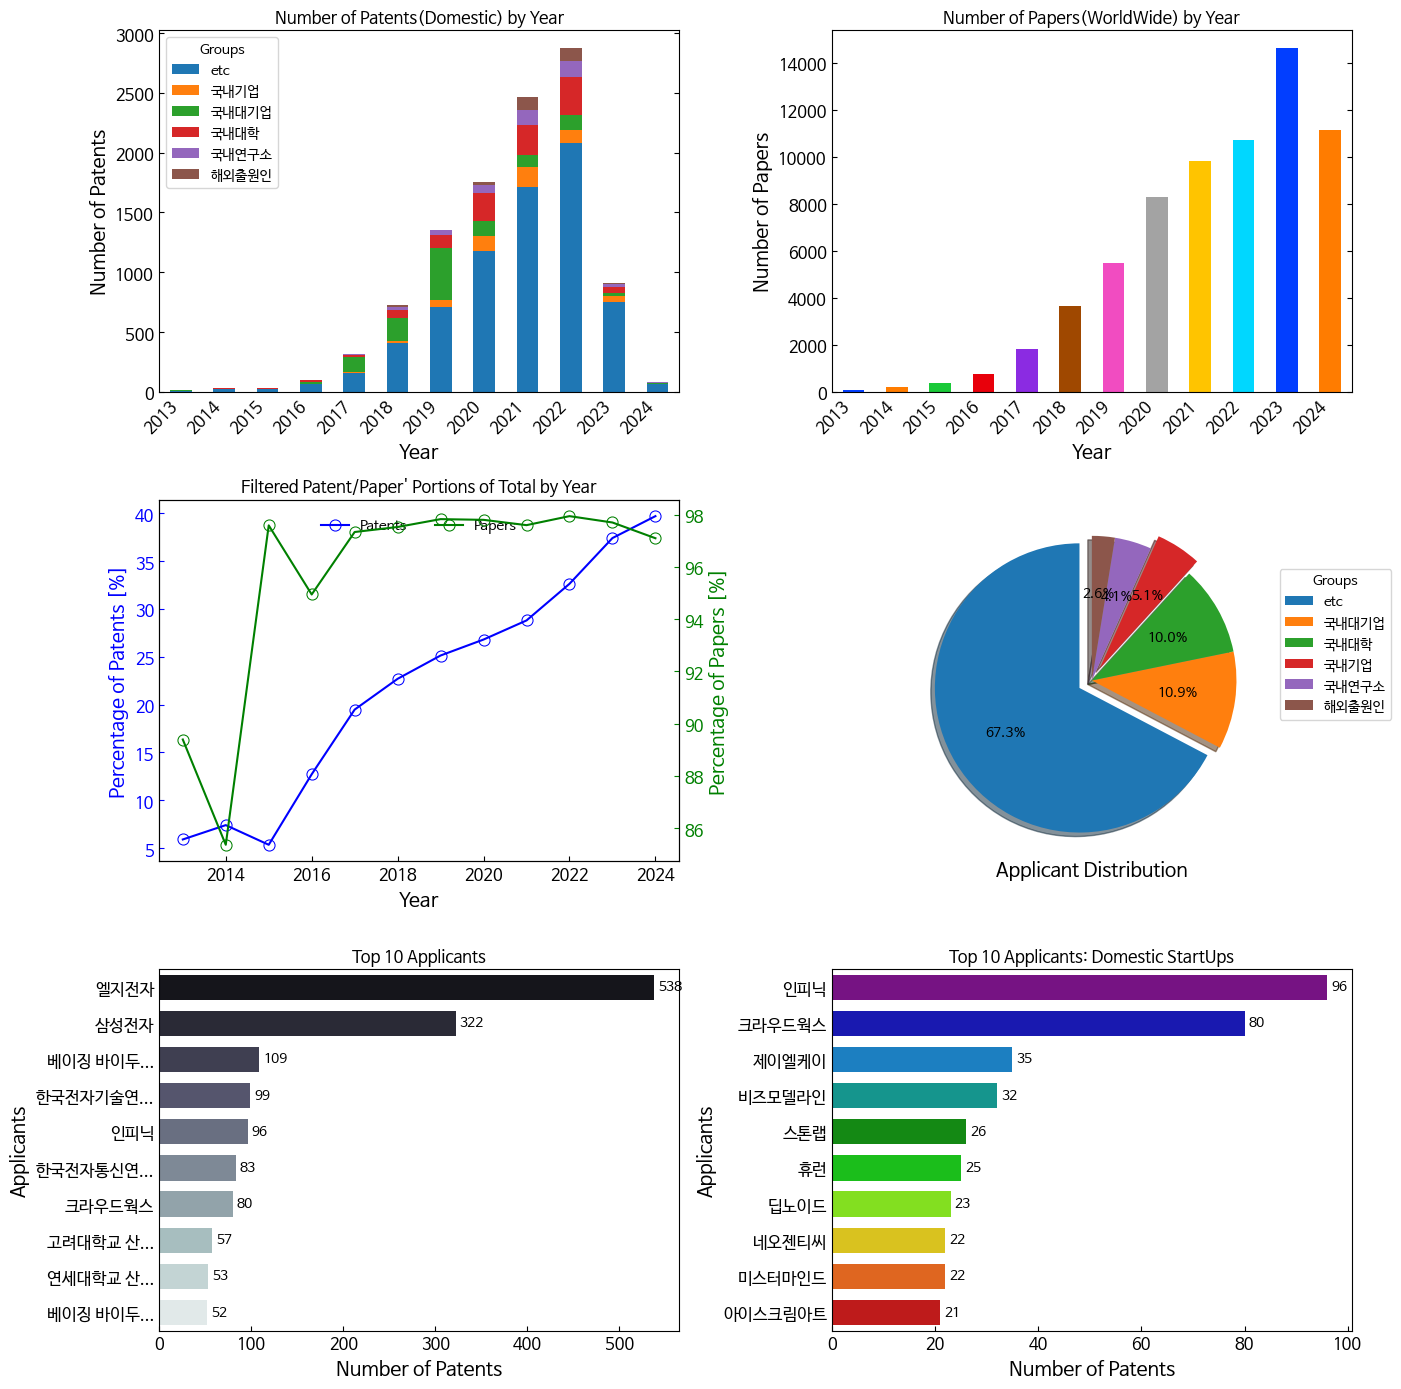 Number of Patents(Domestic) by Year
Number of Patents
3000
2500
2000
1500
1000
500
0
Groups
etc
국내기업
국내대기업
국내대학
국내연구소
해외출원인
2013
2014
2015
2016
2017
2018
2019
2020
2021
2022
2023
2024
Year
Number of Papers(WorldWide) by Year
Number of Papers
14000
12000
10000
8000
6000
4000
2000
0
2013
2014
2015
2016
2017
2018
2019
2020
2021
2022
2023
2024
Year
Filtered Patent/Paper' Portions of Total by Year
Percentage of Patents [%]
40
35
30
25
20
15
10
5
Patents
Papers
98
96
94
92
90
88
86
Percentage of Papers [%]
2014
2016
2018
2020
2022
2024
Year
2.6%
4.1%
5.1%
10.0%
10.9%
67.3%
Groups
etc
국내대기업
국내대학
국내기업
국내연구소
해외출원인
Applicant Distribution
Top 10 Applicants
Applicants
엘지전자 538
삼성전자 322
베이징 바이두... 109
한국전자기술연... 99
인피닉 96
한국전자통신연... 83
크라우드웍스 80
고려대학교 산... 57
연세대학교 산... 53
베이징 바이두... 52
0 100 200 300 400 500
Number of Patents
Top 10 Applicants: Domestic StartUps
Applicants
인피닉 96
크라우드웍스 80
제이엘케이 35
비즈모델라인 32
스톤랩 26
휴런 25
딥노이드 23
네오젠티씨 22
미스터마인드 22
아이스크림아트 21
0 20 40 60 80 100
Number of Patents